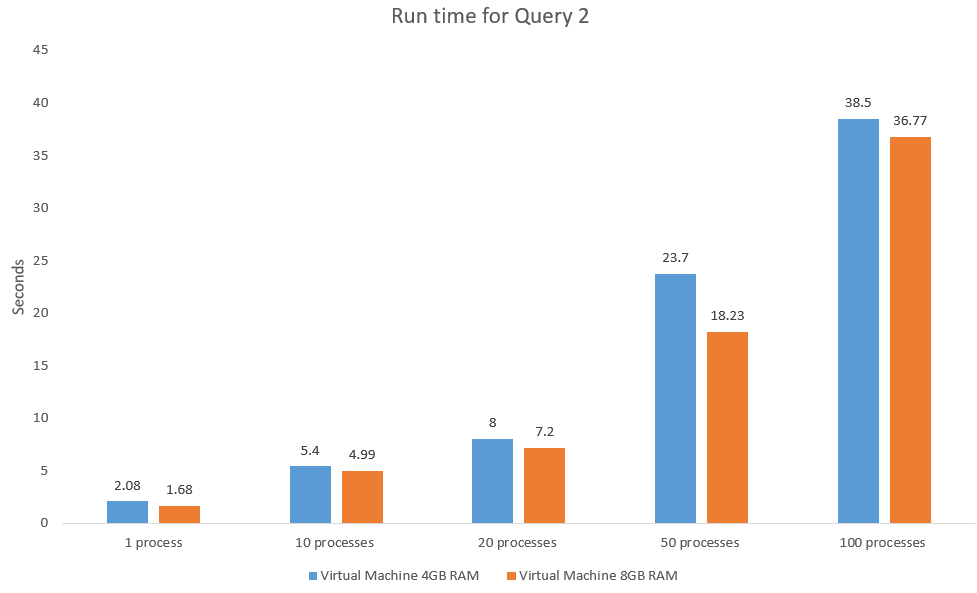 Run time for Query 2
Seconds
45
40
35
30
25
20
15
10
5
0
2.08
1.68
5.4
4.99
8
7.2
23.7
18.23
38.5
36.77
1 process
10 processes
20 processes
50 processes
100 processes
Virtual Machine 4GB RAM
Virtual Machine 8GB RAM